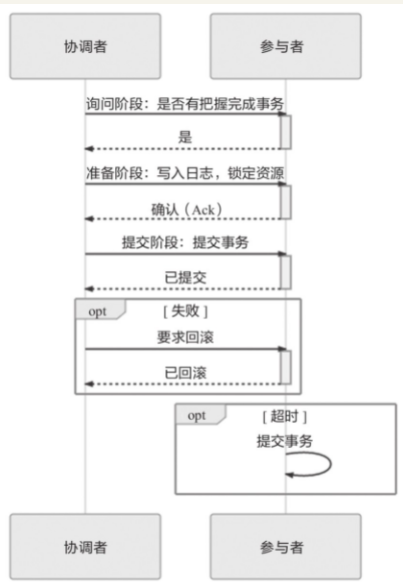 协调者
参与者
询问阶段：是否有把握完成事务
是
准备阶段：写入日志，锁定资源
确认（Ack）
提交阶段：提交事务
已提交
opt
[ 失败 ]
要求回滚
已回滚
opt
[ 超时 ]
提交事务
协调者
参与者